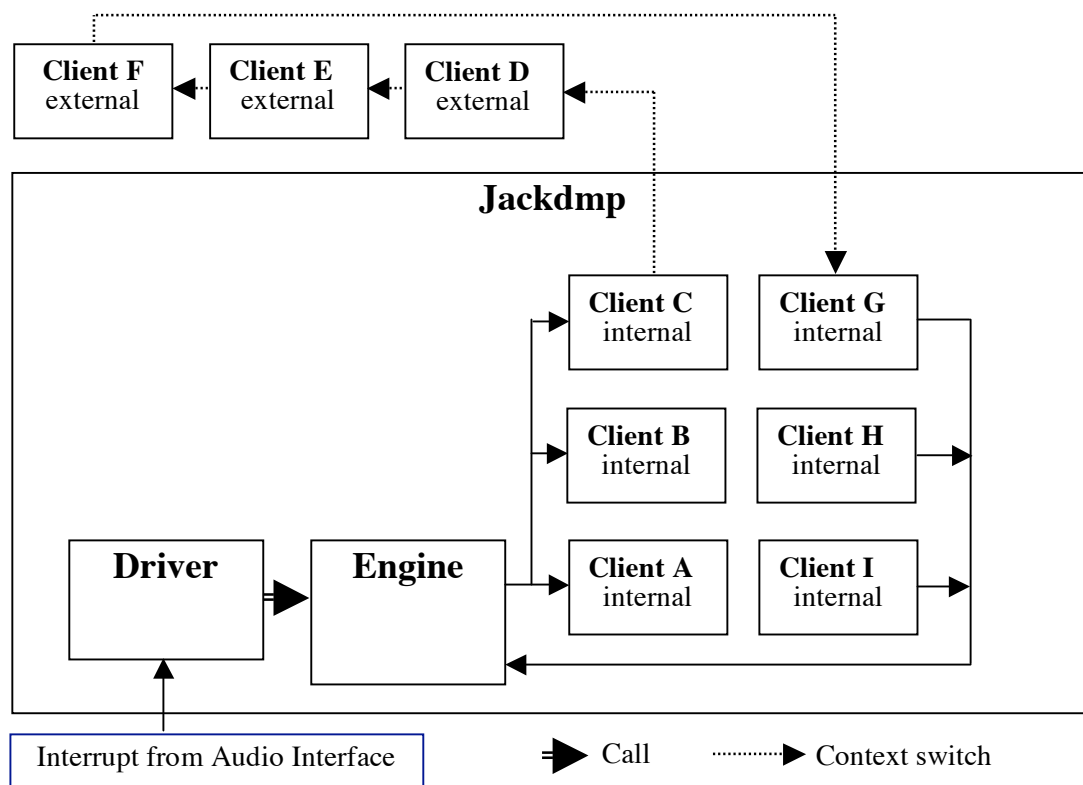 Client F
external
Client E
external
Client D
external
Jackdmp
Client C
internal
Client G
internal
Client B
internal
Client H
internal
Driver
Engine
Client A
internal
Client I
internal
Interrupt from Audio Interface
Call
Context switch